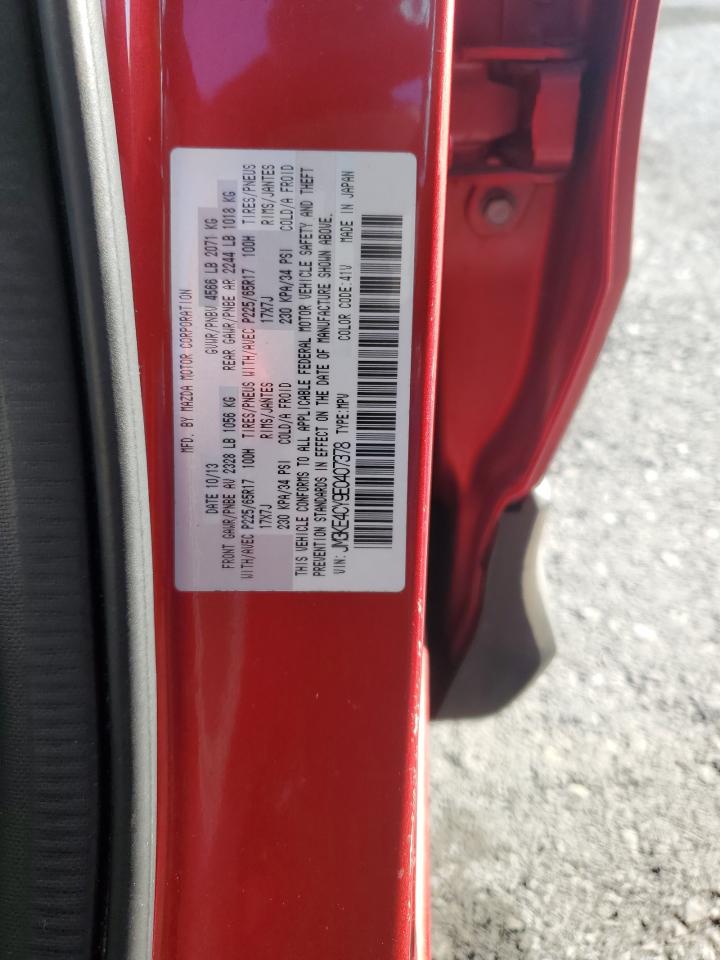 MFD. BY MAZDA MOTOR CORPORATION
DATE 10/13 GVWR/PNBV 4566 LB 2071 KG
FRONT GAWR/PNBE AV 2328 LB 1056 KG REAR GAWR/PNBE AR 2244 LB 1018 KG
WITH/AVEC P225/65R17 100H TIRES/PNEUS WITH/AVEC P225/65R17 100H TIRES/PNEUS
17X7J RIMS/JANTES 17X7J RIMS/JANTES
230 KPA/34 PSI COLD/A FROID 230 KPA/34 PSI COLD/A FROID
THIS VEHICLE CONFORMS TO ALL APPLICABLE FEDERAL MOTOR VEHICLE SAFETY AND THEFT
PREVENTION STANDARDS IN EFFECT ON THE DATE OF MANUFACTURE SHOWN ABOVE.
VIN: JM3KE4CY9E0407378 TYPE:MPV COLOR CODE:41V MADE IN JAPAN